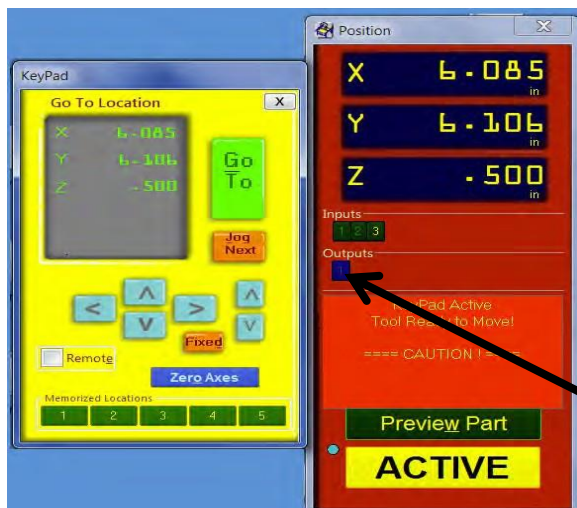 KeyPad
Go To Location
X
X 6.085
Y 6.106
Z .500
Go
To
Jog
Next
<
^
v
>
^
v
Fixed
Remote
Zero Axes
Memorized Locations
1 2 3 4 5
Position
X
X 6.085
in
Y 6.106
in
Z .500
in
Inputs
1 2 3
Outputs
1
KeyPad Active
Tool Ready to Move!
==== CAUTION !
Preview Part
ACTIVE